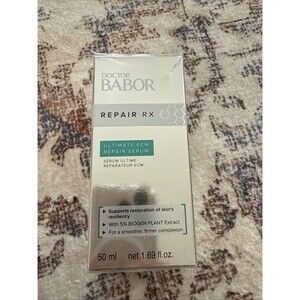 DOCTOR
BABOR
REPAIR RX
ULTIMATE ECM
REPAIR SERUM
SÉRUM ULTIME
RÉPARATEUR ECM
Supports restoration of skin's
resiliency
With 5% BIOGEN PLANT Extract
For a smoother, firmer complexion
50 ml net 1.69 fl.oz.